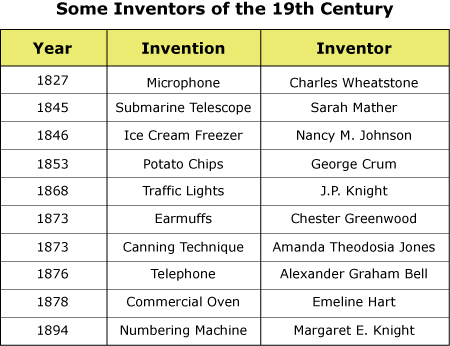 Some Inventors of the 19th Century
Year Invention Inventor
1827 Microphone Charles Wheatstone
1845 Submarine Telescope Sarah Mather
1846 Ice Cream Freezer Nancy M. Johnson
1853 Potato Chips George Crum
1868 Traffic Lights J.P. Knight
1873 Earmuffs Chester Greenwood
1873 Canning Technique Amanda Theodosia Jones
1876 Telephone Alexander Graham Bell
1878 Commercial Oven Emeline Hart
1894 Numbering Machine Margaret E. Knight